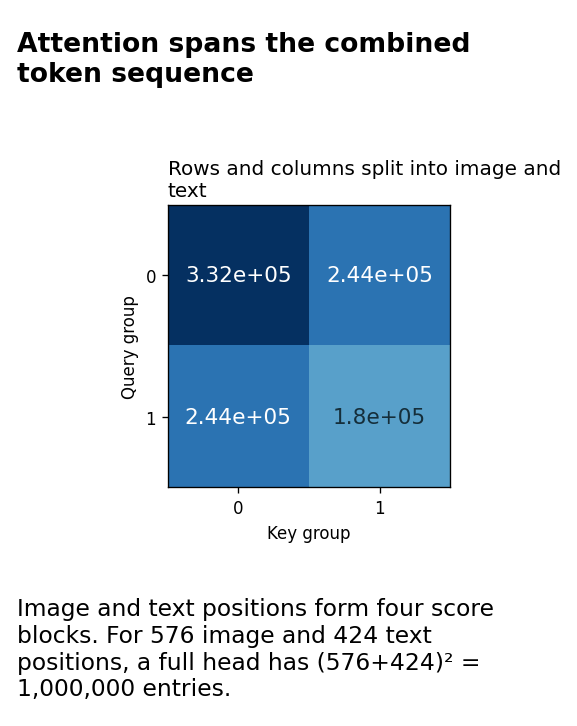 Attention spans the combined
token sequence
Rows and columns split into image and
text
Query group
0
3.32e+05
2.44e+05
1
2.44e+05
1.8e+05
0
1
Key group
Image and text positions form four score
blocks. For 576 image and 424 text
positions, a full head has (576+424)² =
1,000,000 entries.